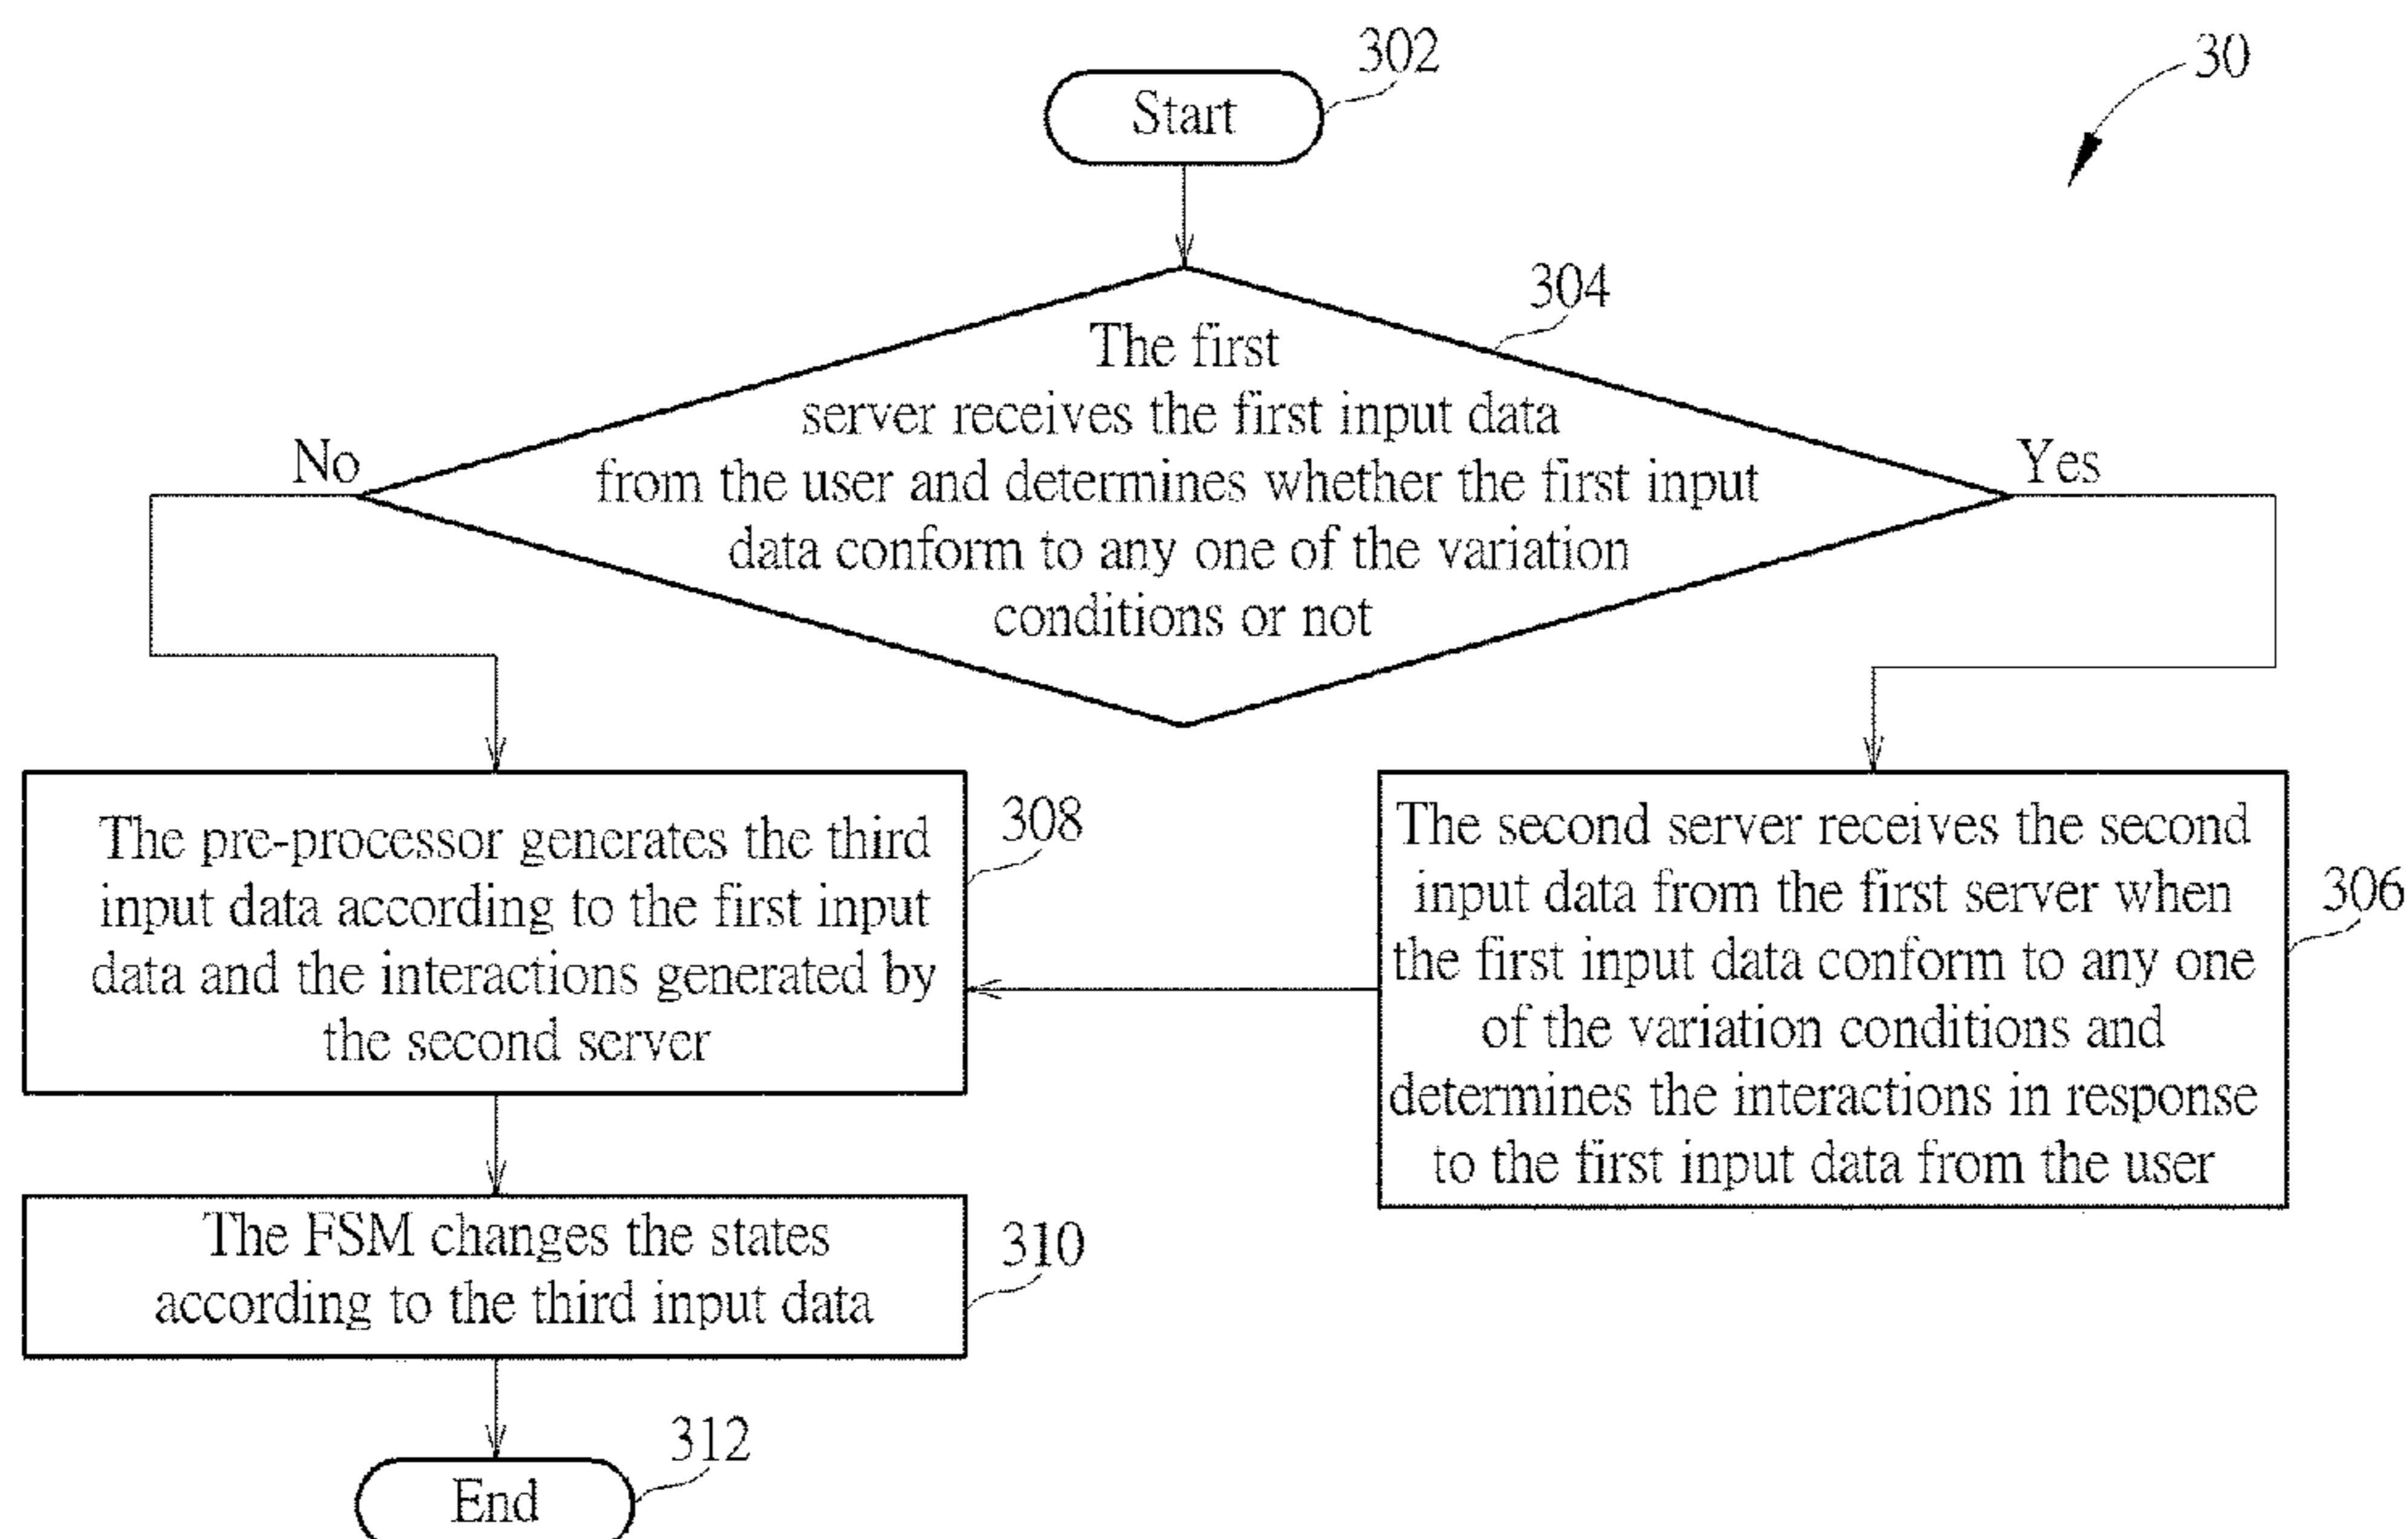 302
30
Start
304
The first
server receives the first input data
from the user and determines whether the first input
data conform to any one of the variation
conditions or not
No
Yes
308
The pre-processor generates the third
input data according to the first input
data and the interactions generated by
the second server
306
The second server receives the second
input data from the first server when
the first input data conform to any one
of the variation conditions and
determines the interactions in response
to the first input data from the user
310
The FSM changes the states
according to the third input data
312
End